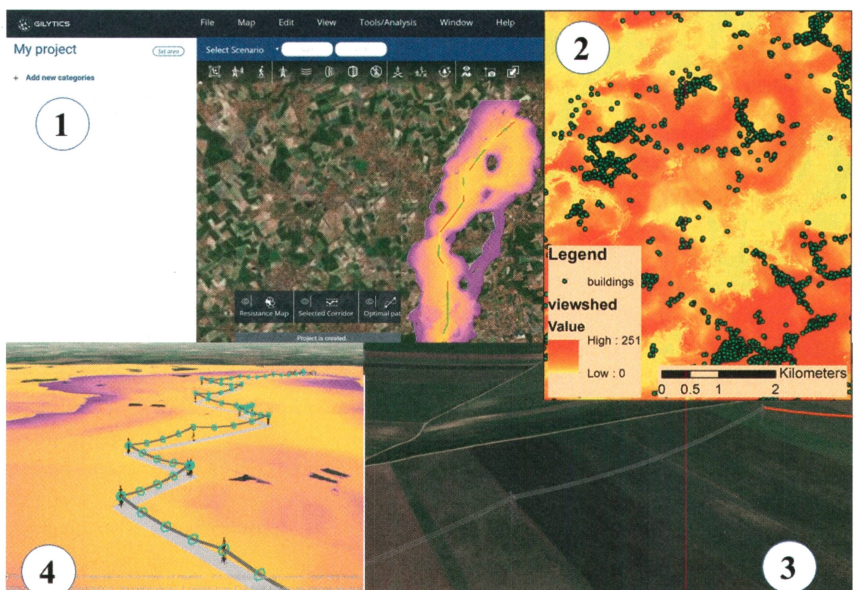 GILYTICS
File Map Edit View Tools/Analysis Window Help
My project
Set area
Select Scenario
+ Add new categories
1
2
Resistance Map
Selected Corridor
Optimal pat
Project is created.
Legend
buildings
viewshed
Value
High : 251
Low : 0
Kilometers
0 0.5 1 2
4
3